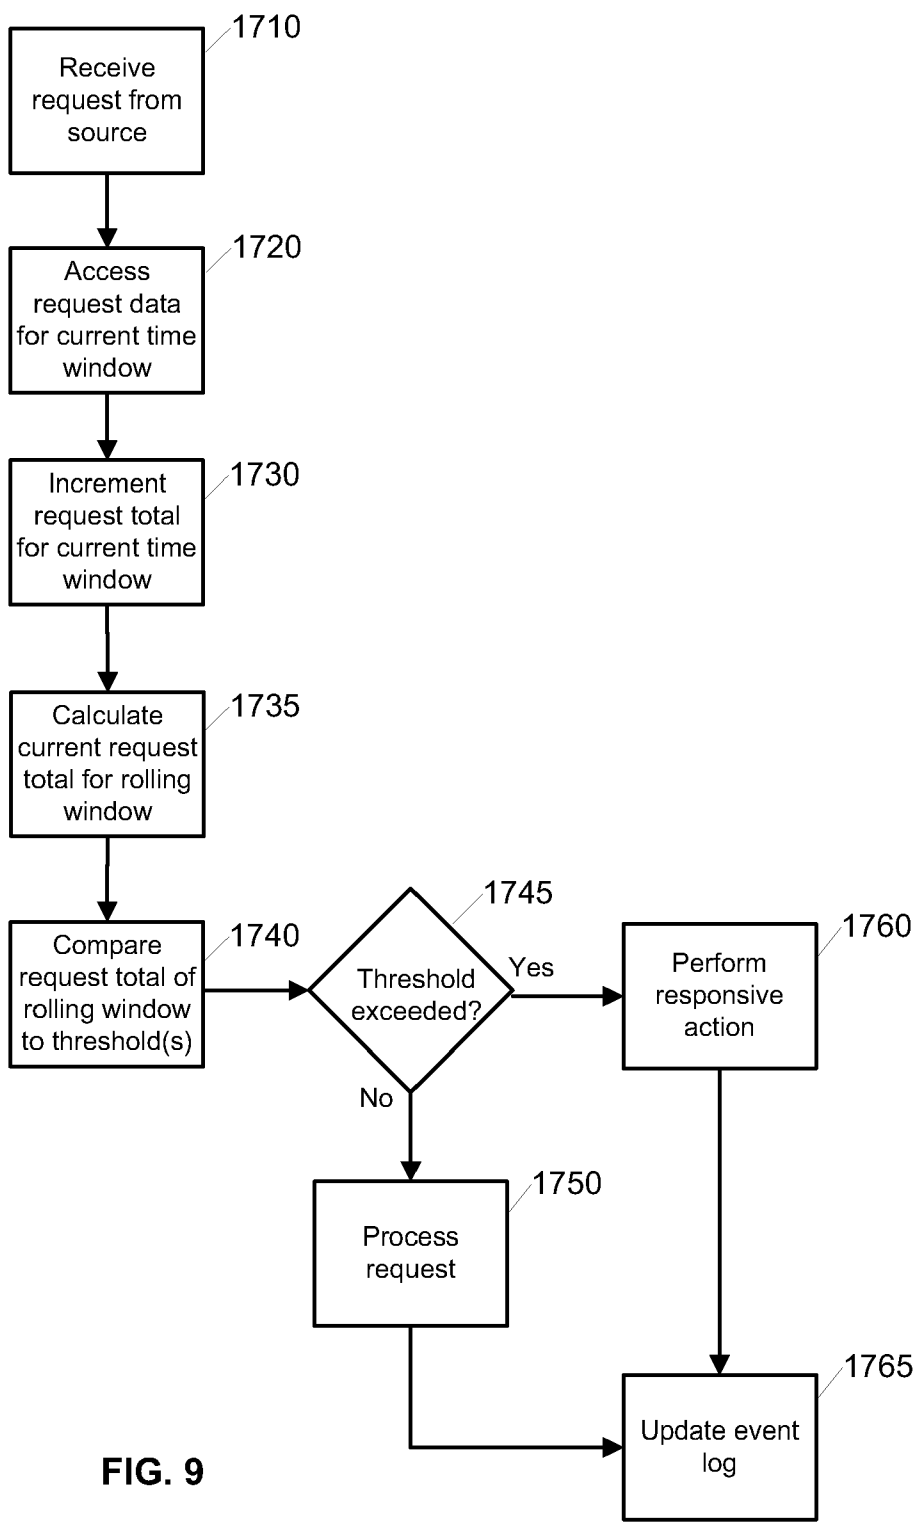 1710
Receive
request from
source
1720
Access
request data
for current time
window
1730
Increment
request total
for current time
window
1735
Calculate
current request
total for rolling
window
1740
Compare
request total of
rolling window
to threshold(s)
1745
Threshold
exceeded?
Yes
No
1760
Perform
responsive
action
1750
Process
request
1765
Update event
log
FIG. 9